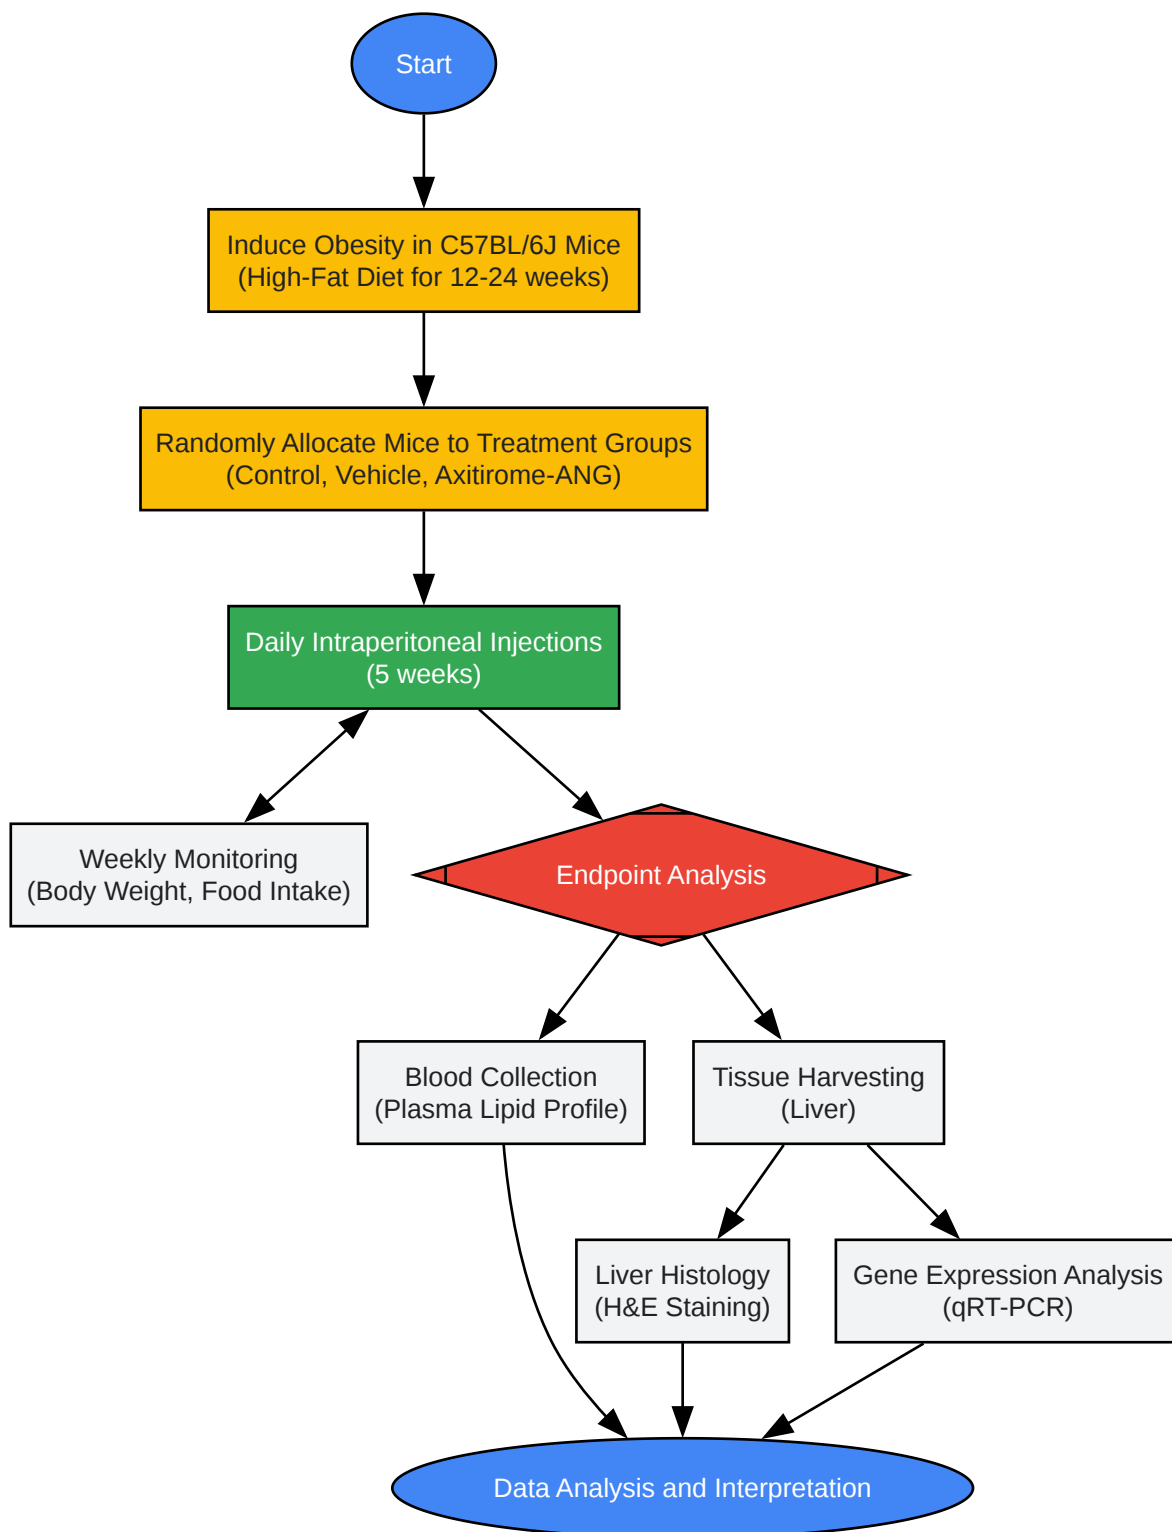 Start
Induce Obesity in C57BL/6J Mice
(High-Fat Diet for 12-24 weeks)
Randomly Allocate Mice to Treatment Groups
(Control, Vehicle, Axitirome-ANG)
Daily Intraperitoneal Injections
(5 weeks)
Weekly Monitoring
(Body Weight, Food Intake)
Endpoint Analysis
Blood Collection
(Plasma Lipid Profile)
Tissue Harvesting
(Liver)
Liver Histology
(H&E Staining)
Gene Expression Analysis
(qRT-PCR)
Data Analysis and Interpretation